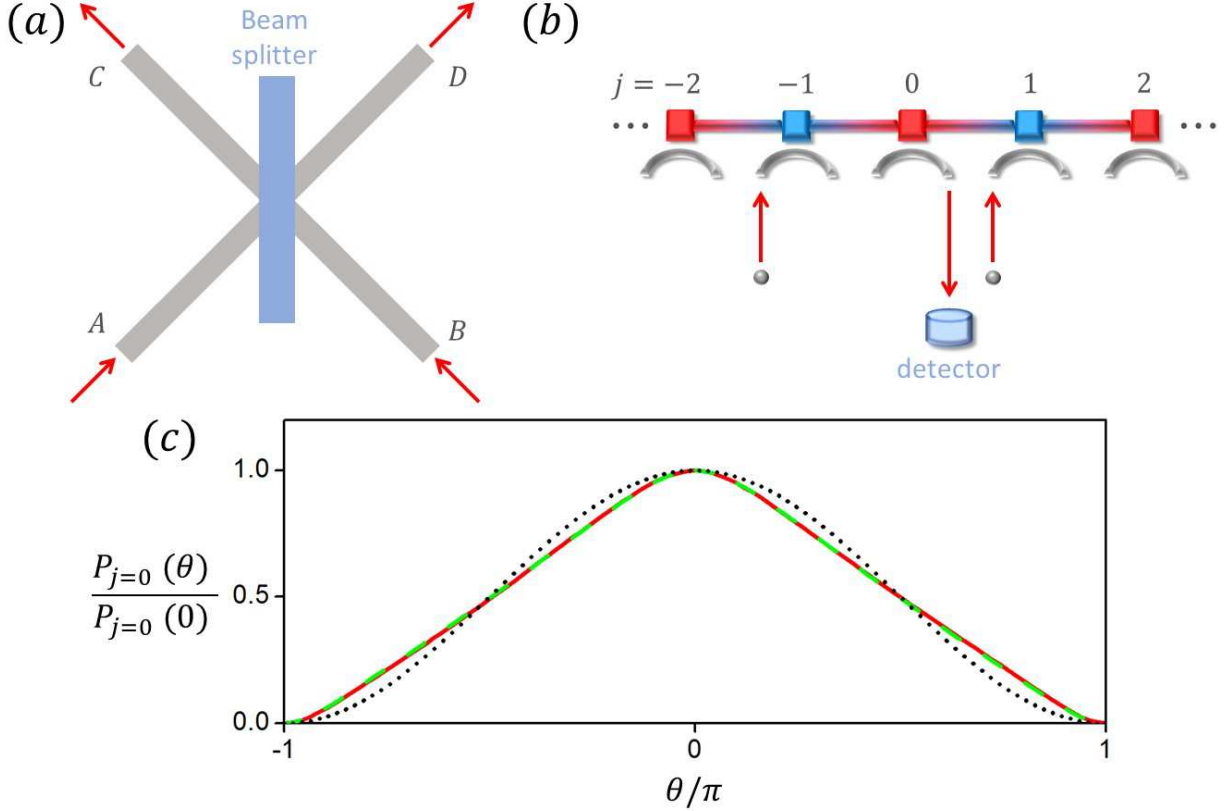 (a)
Beam
splitter
C
D
A
B
(b)
j = −2 −1 0 1 2
··· ···
detector
(c)
P_{j=0} (θ)
P_{j=0} (0)
1.0
0.5
0.0
-1 0 1
θ/π